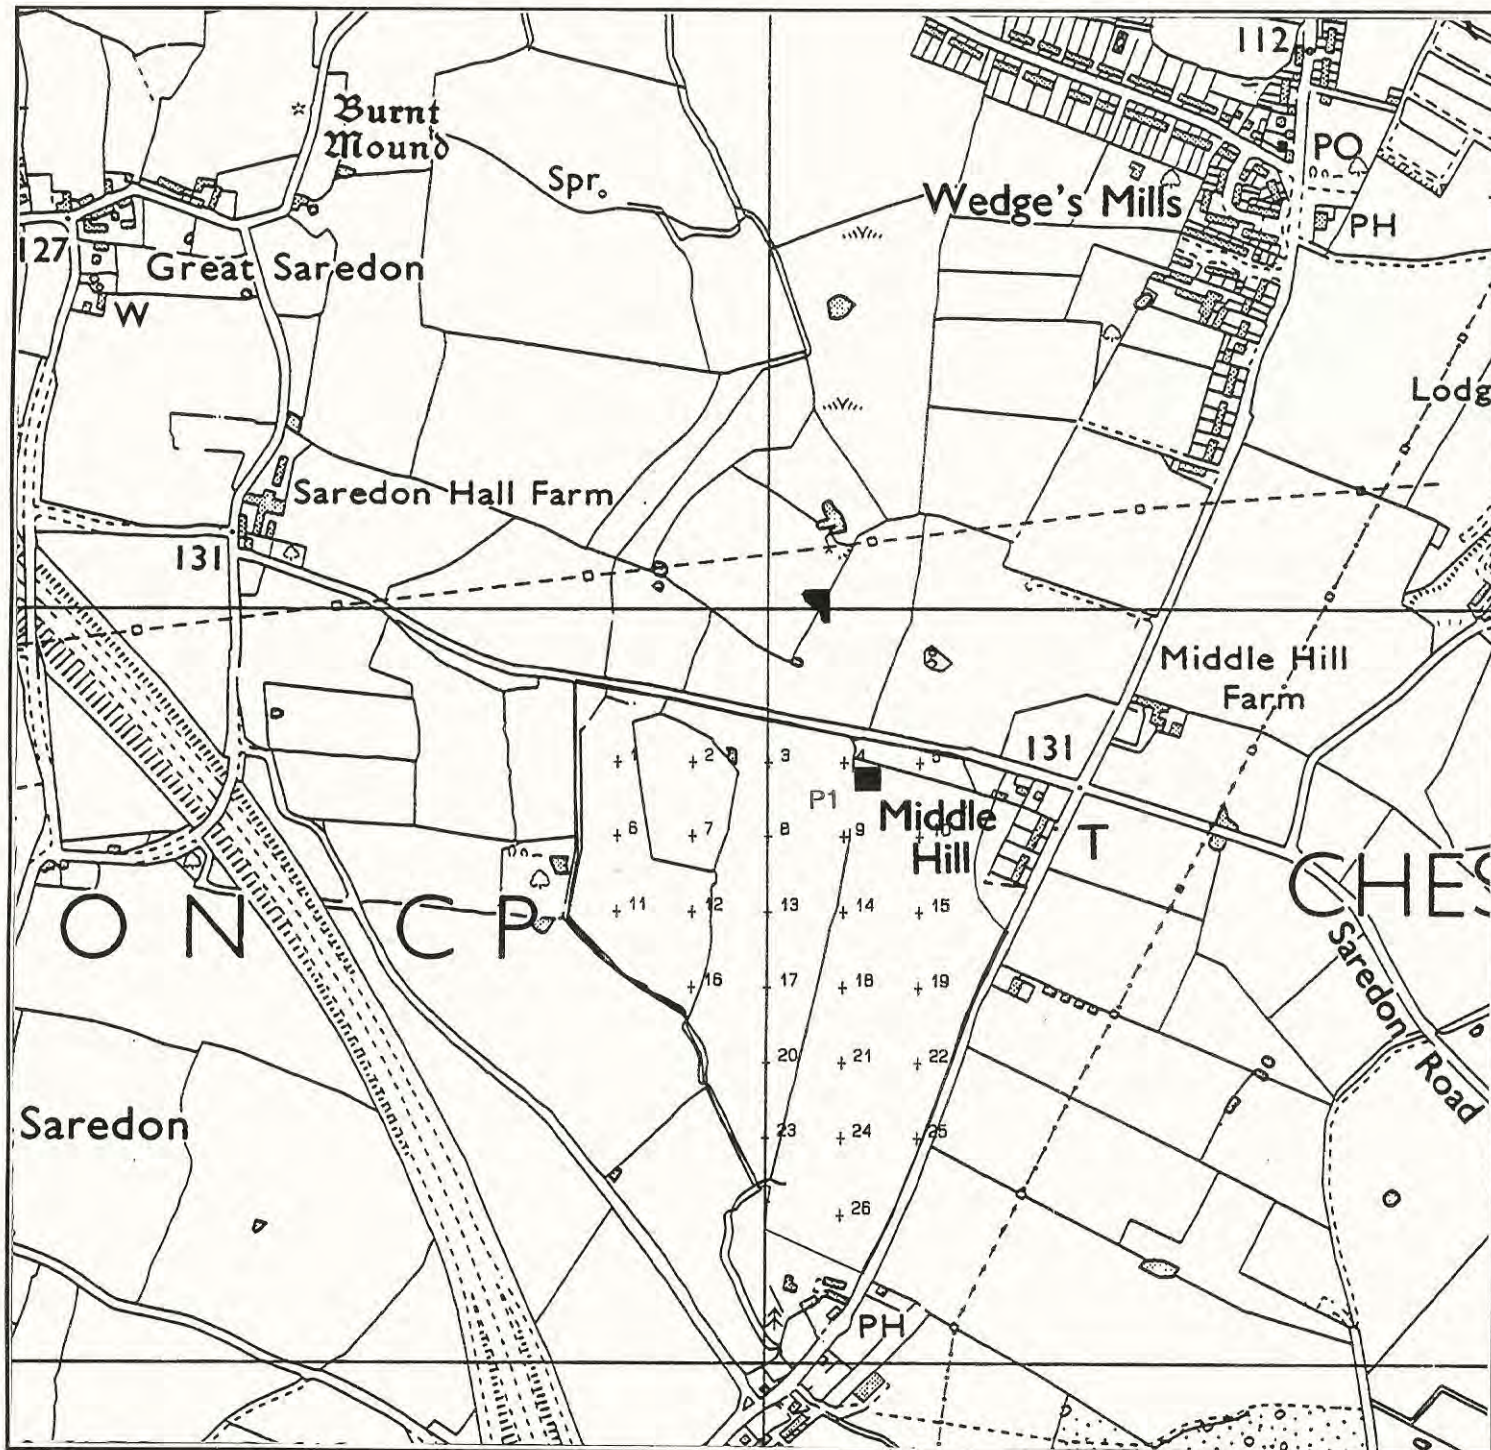 112
Burnt
Mound
PO
Spr.
Wedge's Mills
PH
127
Great Saredon
W
Lodg
Saredon Hall Farm
131
Middle Hill
Farm
131
1 2 3 4 5
P1
Middle
Hill
6 7 8 9 10
T
CHES
11 12 13 14 15
ON CP
Saredon
Road
16 17 18 19
20 21 22
Saredon
23 24 25
26
PH